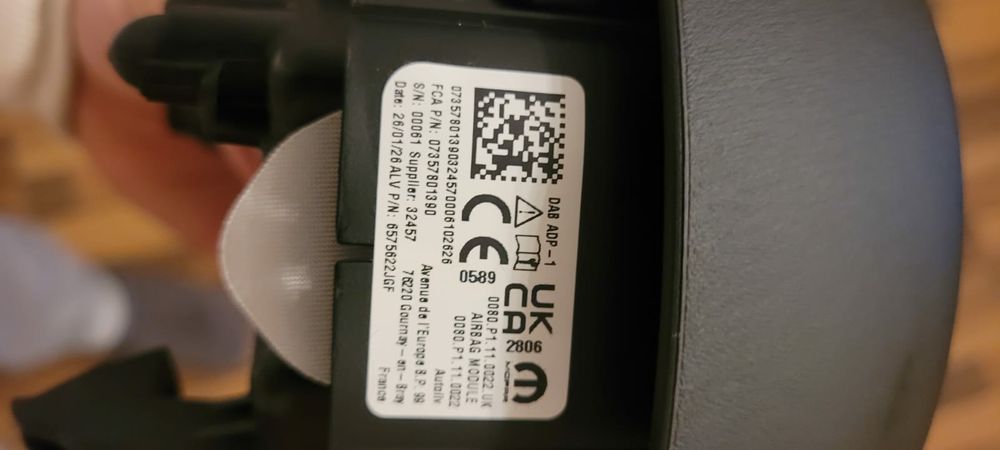 DAB ADP-1
CE
0589
UK
CA
2806
MOPAR
0080.P1.11.0022.UK
AIRBAG MODULE
0080.P1.11.0022
07357801390324570006102626
FCA P/N: 07357801390
S/N: 00061 Supplier: 32457
Date: 26/01/26 ALV P/N: 6575622JGF
Autoliv
Avenue de l'Europe B.P. 99
76220 Gournay-en-Bray
France